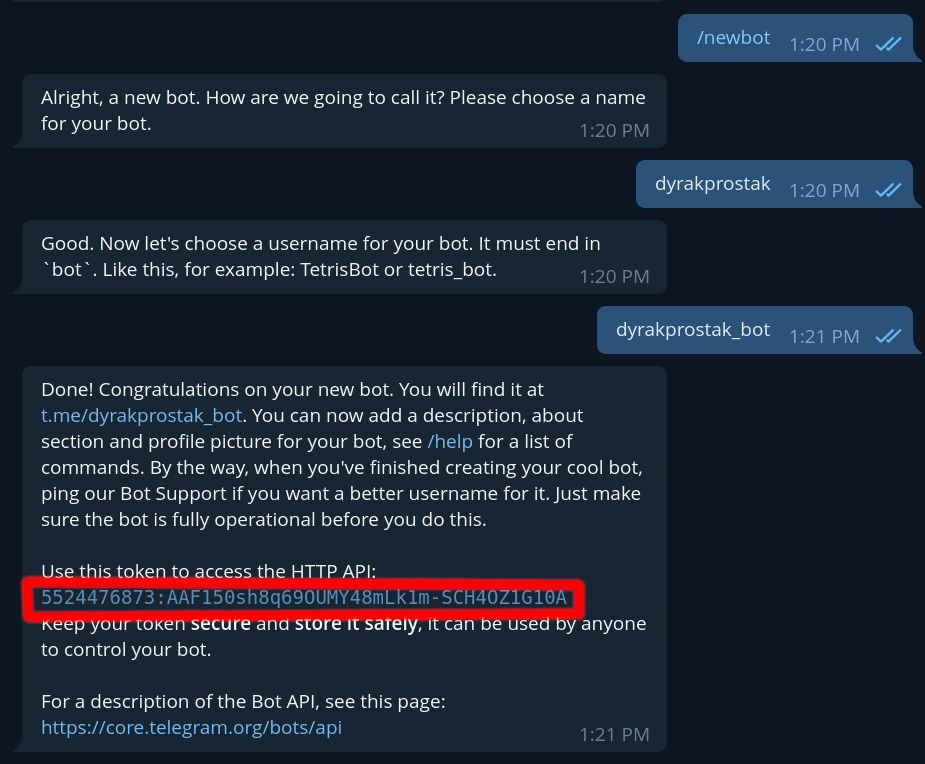 /newbot 1:20 PM
Alright, a new bot. How are we going to call it? Please choose a name
for your bot.
1:20 PM
dyrakprostak 1:20 PM
Good. Now let's choose a username for your bot. It must end in
`bot`. Like this, for example: TetrisBot or tetris_bot.
1:20 PM
dyrakprostak_bot 1:21 PM
Done! Congratulations on your new bot. You will find it at
t.me/dyrakprostak_bot. You can now add a description, about
section and profile picture for your bot, see /help for a list of
commands. By the way, when you've finished creating your cool bot,
ping our Bot Support if you want a better username for it. Just make
sure the bot is fully operational before you do this.
Use this token to access the HTTP API:
5524476873:AAF150sh8q69OUMY48mLk1m-SCH4OZ1G10A
Keep your token secure and store it safely, it can be used by anyone
to control your bot.
For a description of the Bot API, see this page:
https://core.telegram.org/bots/api
1:21 PM